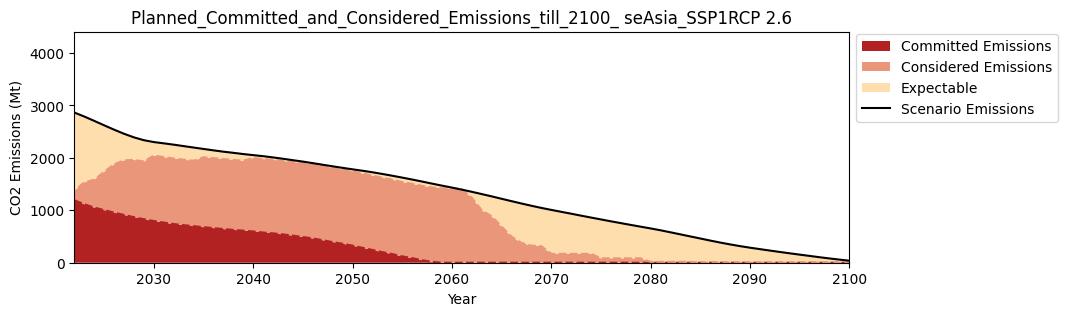 Planned_Committed_and_Considered_Emissions_till_2100_ seAsia_SSP1RCP 2.6
CO2 Emissions (Mt)
4000
3000
2000
1000
0
2030
2040
2050
2060
2070
2080
2090
2100
Year
Committed Emissions
Considered Emissions
Expectable
Scenario Emissions